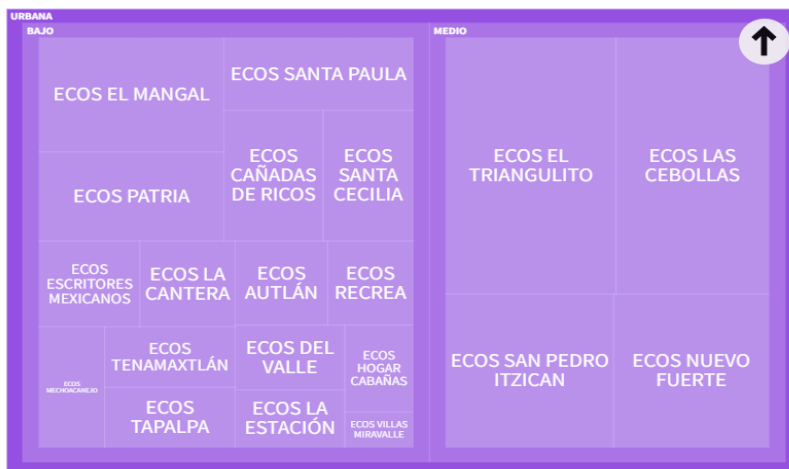 URBANA
BAJO
ECOS EL MANGAL
ECOS SANTA PAULA
ECOS PATRIA
ECOS
CAÑADAS
DE RICOS
ECOS
SANTA
CECILIA
ECOS
ESCRITORES
MEXICANOS
ECOS LA
CANTERA
ECOS
AUTLÁN
ECOS
RECREA
ECOS
MECHOACANEJO
ECOS
TENAMAXTLÁN
ECOS
TAPALPA
ECOS DEL
VALLE
ECOS LA
ESTACIÓN
ECOS
HOGAR
CABAÑAS
ECOS VILLAS
MIRAVALLE
MEDIO
ECOS EL
TRIANGULITO
ECOS LAS
CEBOLLAS
ECOS SAN PEDRO
ITZICAN
ECOS NUEVO
FUERTE